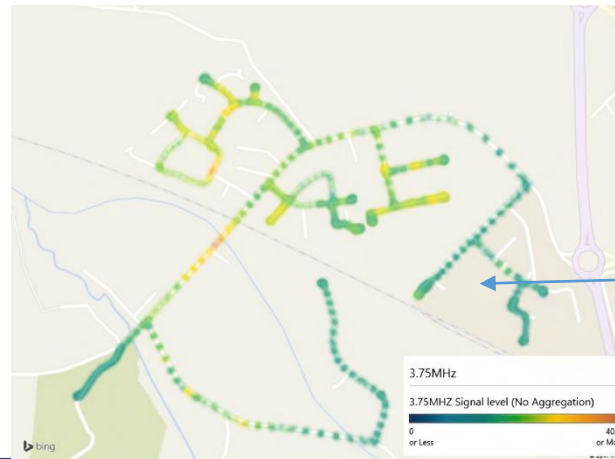 3.75MHz
3.75MHZ Signal level (No Aggregation)
0
40
or Less
or Mo
bing